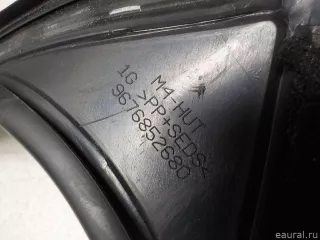 M4-HUT
1G >PP+SEDS<
9676852680
eaural.ru